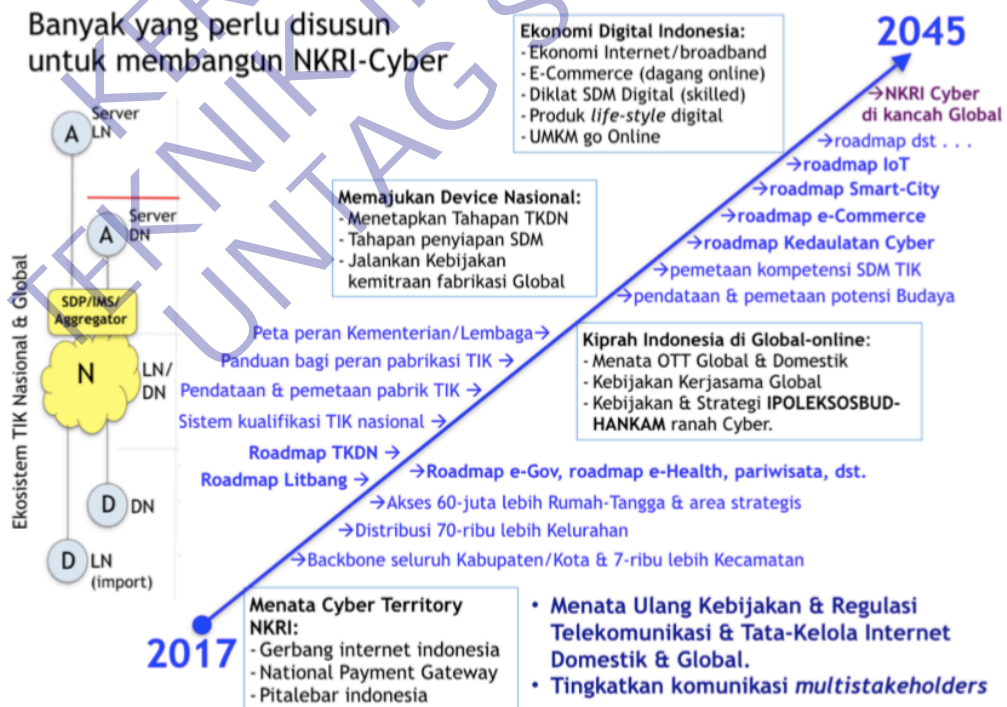 Banyak yang perlu disusun
untuk membangun NKRI-Cyber
Ekonomi Digital Indonesia:
- Ekonomi Internet/broadband
- E-Commerce (dagang online)
- Diklat SDM Digital (skilled)
- Produk life-style digital
- UMKM go Online
2045
→NKRI Cyber
di kancah Global
→roadmap dst . . .
→roadmap IoT
→roadmap Smart-City
→roadmap e-Commerce
→roadmap Kedaulatan Cyber
→pemetaan kompetensi SDM TIK
→pendataan & pemetaan potensi Budaya
Memajukan Device Nasional:
- Menetapkan Tahapan TKDN
- Tahapan penyiapan SDM
- Jalankan Kebijakan
kemitraan fabrikasi Global
Ekosistem TIK Nasional & Global
A
Server
LN
A
Server
DN
SDP/IMS/
Aggregator
N
LN/
DN
D DN
D LN
(import)
Peta peran Kementerian/Lembaga→
Panduan bagi peran pabrikasi TIK →
Pendataan & pemetaan pabrik TIK →
Sistem kualifikasi TIK nasional →
Roadmap TKDN →
Roadmap Litbang →
Kiprah Indonesia di Global-online:
- Menata OTT Global & Domestik
- Kebijakan Kerjasama Global
- Kebijakan & Strategi IPOLEKSOSBUD-
HANKAM ranah Cyber.
→Roadmap e-Gov, roadmap e-Health, pariwisata, dst.
→Akses 60-juta lebih Rumah-Tangga & area strategis
→Distribusi 70-ribu lebih Kelurahan
→Backbone seluruh Kabupaten/Kota & 7-ribu lebih Kecamatan
2017
Menata Cyber Territory
NKRI:
- Gerbang internet indonesia
- National Payment Gateway
- Pitalebar indonesia
• Menata Ulang Kebijakan & Regulasi
Telekomunikasi & Tata-Kelola Internet
Domestik & Global.
• Tingkatkan komunikasi multistakeholders
TEKNIK
UNTAG